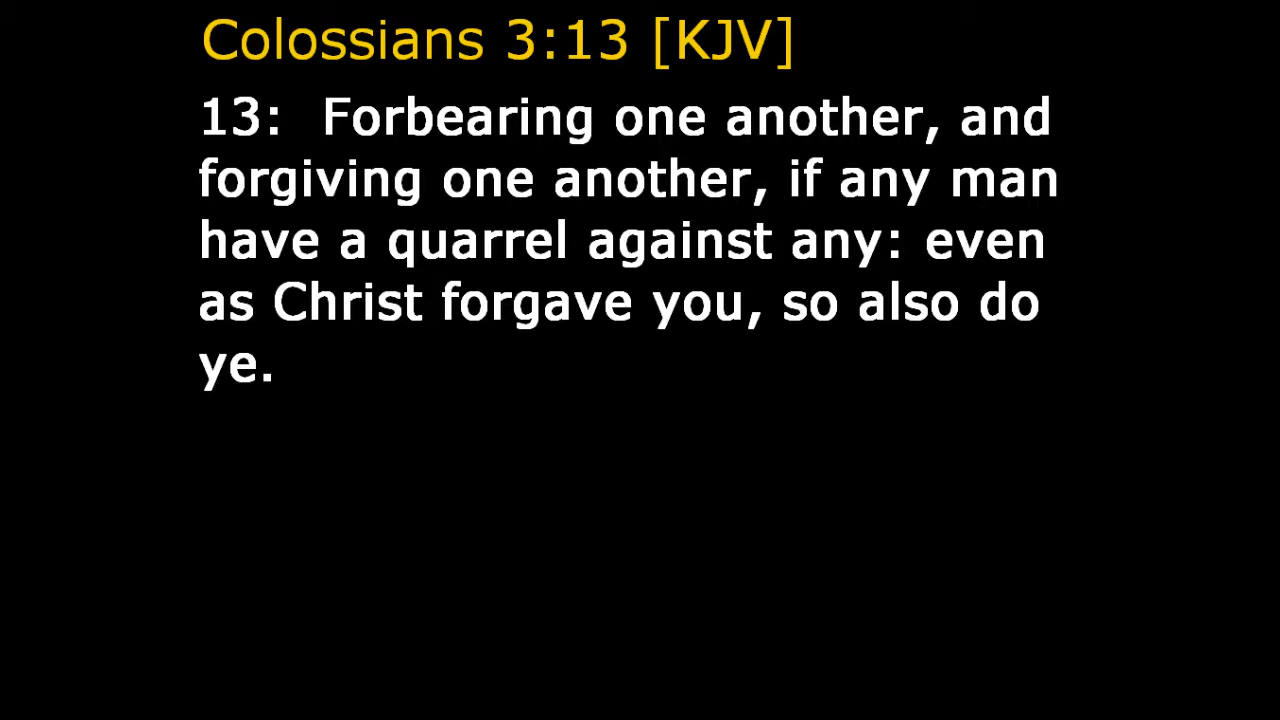 Colossians 3:13 [KJV]
13:  Forbearing one another, and
forgiving one another, if any man
have a quarrel against any: even
as Christ forgave you, so also do
ye.